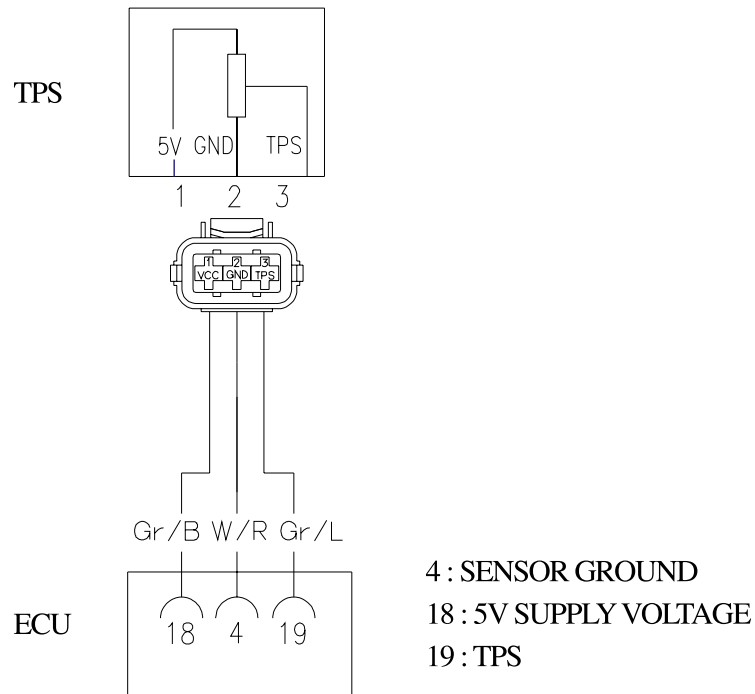 TPS
5V GND TPS
1 2 3
1 2 3
VCC GND TPS
Gr/B W/R Gr/L
ECU
18 4 19
4 : SENSOR GROUND
18 : 5V SUPPLY VOLTAGE
19 : TPS